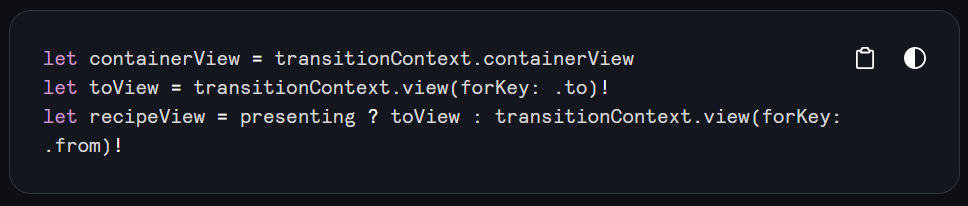 let containerView = transitionContext.containerView
let toView = transitionContext.view(forKey: .to)!
let recipeView = presenting ? toView : transitionContext.view(forKey:
.from)!